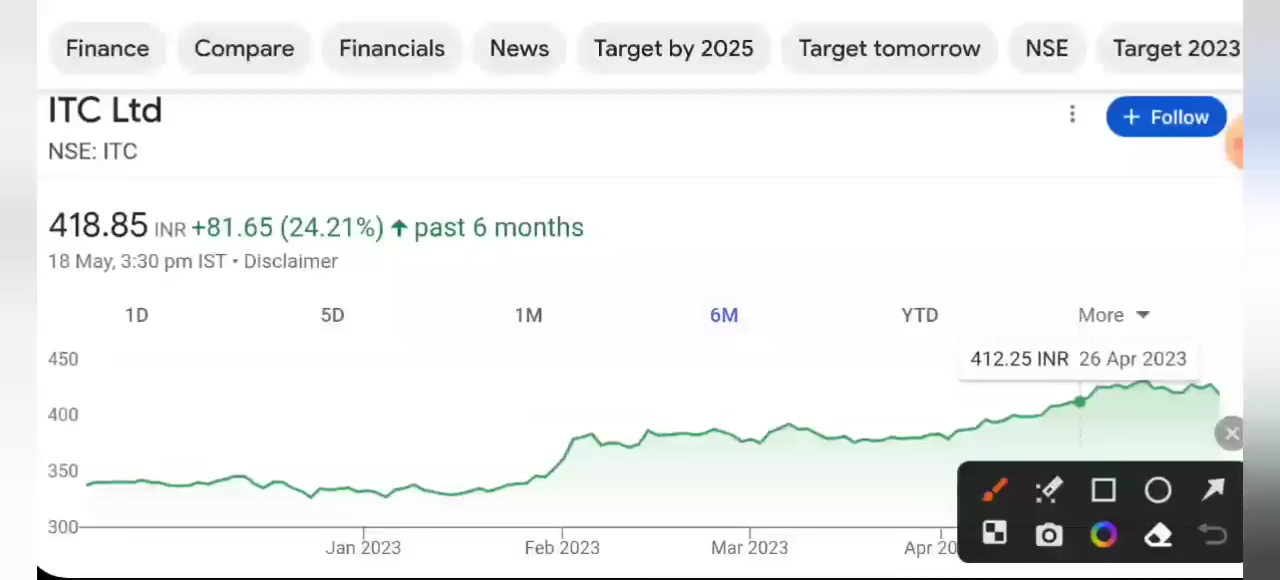 Finance Compare Financials News Target by 2025 Target tomorrow NSE Target 2023
ITC Ltd
+ Follow
NSE: ITC
418.85 INR +81.65 (24.21%) ↑ past 6 months
18 May, 3:30 pm IST • Disclaimer
1D 5D 1M 6M YTD More
450
412.25 INR 26 Apr 2023
400
350
300
Jan 2023 Feb 2023 Mar 2023 Apr 20